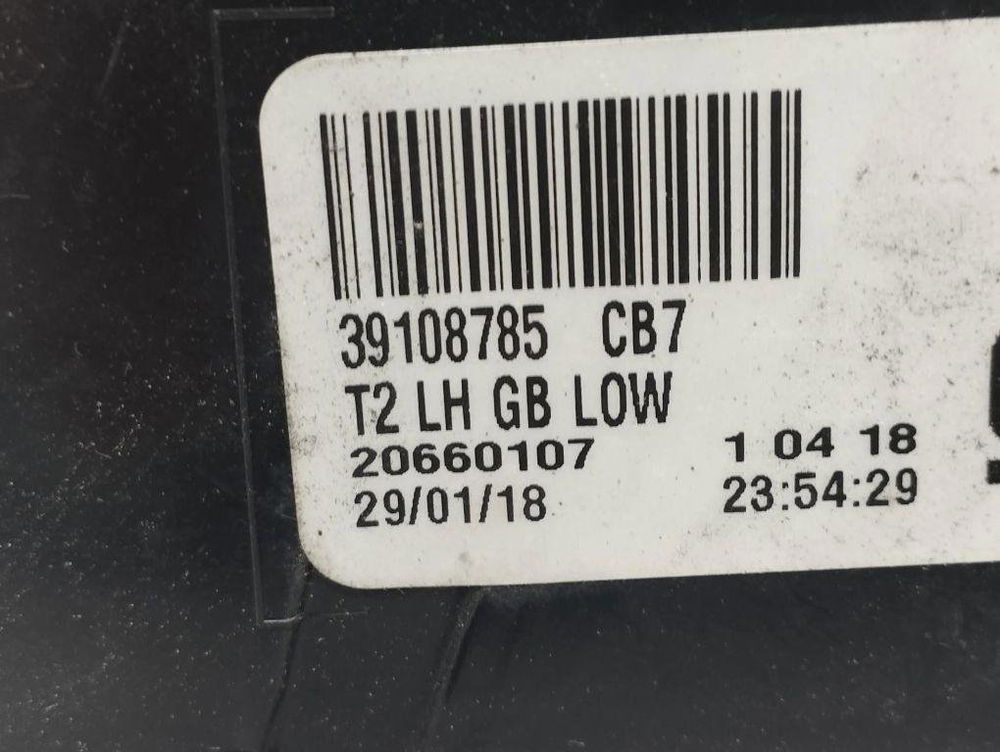 39108785 CB7
T2 LH GB LOW
20660107 1 04 18
29/01/18 23:54:29